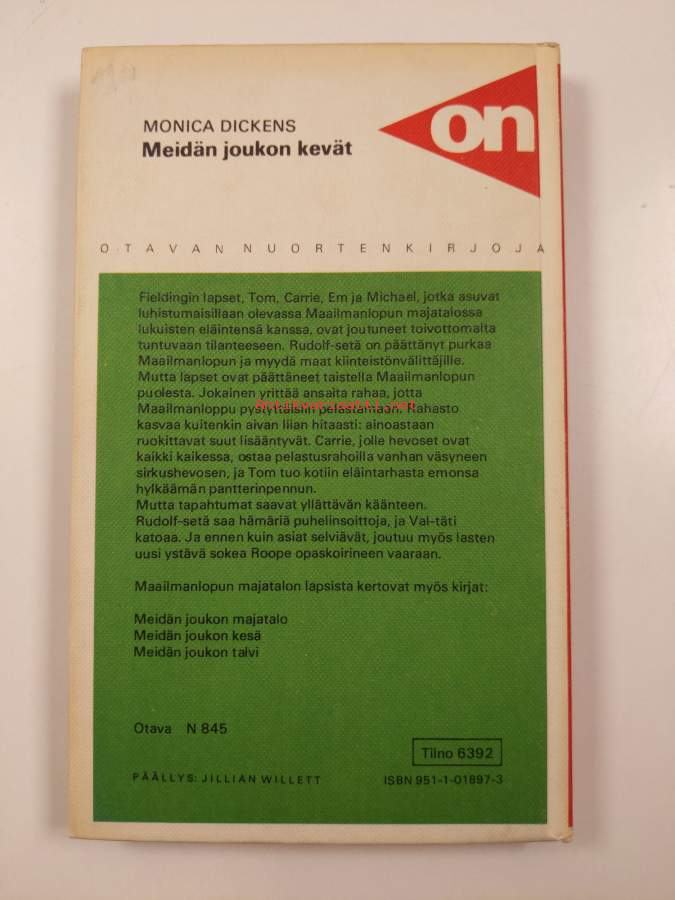 MONICA DICKENS
Meidän joukon kevät
on
OTAVAN NUORTENKIRJOJA
Fieldingin lapset, Tom, Carrie, Em ja Michael, jotka asuvat
luhistumaisillaan olevassa Maailmanlopun majatalossa
lukuisten eläintensä kanssa, ovat joutuneet toivottomalta
tuntuvaan tilanteeseen. Rudolf-setä on päättänyt purkaa
Maailmanlopun ja myydä maat kiinteistönvälittäjille.
Mutta lapset ovat päättäneet taistella Maailmanlopun
puolesta. Jokainen yrittää ansaita rahaa, jotta
Maailmanloppu pystyttäisiin pelastamaan. Rahasto
kasvaa kuitenkin aivan liian hitaasti: ainoastaan
ruokittavat suut lisääntyvät. Carrie, jolle hevoset ovat
kaikki kaikessa, ostaa pelastusrahoilla vanhan väsyneen
sirkushevosen, ja Tom tuo kotiin eläintarhasta emonsa
hylkäämän pantterinpennun.
Mutta tapahtumat saavat yllättävän käänteen.
Rudolf-setä saa hämäriä puhelinsoittoja, ja Val-täti
katoaa. Ja ennen kuin asiat selviävät, joutuu myös lasten
uusi ystävä sokea Roope opaskoirineen vaaraan.
Maailmanlopun majatalon lapsista kertovat myös kirjat:
Meidän joukon majatalo
Meidän joukon kesä
Meidän joukon talvi
Otava N 845
Tilno 6392
PÄÄLLYS: JILLIAN WILLETT
ISBN 951-1-01897-3